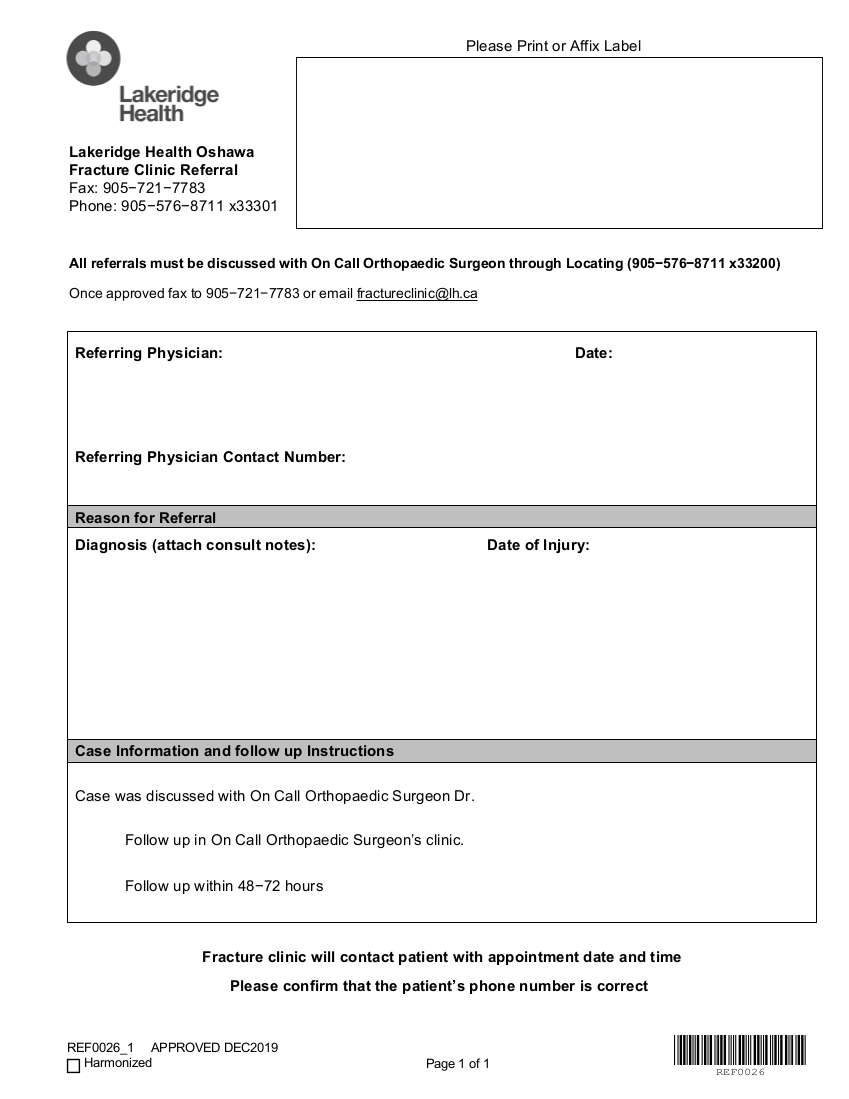 Please Print or Affix Label
Lakeridge
Health
Lakeridge Health Oshawa
Fracture Clinic Referral
Fax: 905−721−7783
Phone: 905−576−8711 x33301
All referrals must be discussed with On Call Orthopaedic Surgeon through Locating (905−576−8711 x33200)
Once approved fax to 905−721−7783 or email fractureclinic@lh.ca
Referring Physician: Date:
Referring Physician Contact Number:
Reason for Referral
Diagnosis (attach consult notes): Date of Injury:
Case Information and follow up Instructions
Case was discussed with On Call Orthopaedic Surgeon Dr.
Follow up in On Call Orthopaedic Surgeon’s clinic.
Follow up within 48−72 hours
Fracture clinic will contact patient with appointment date and time
Please confirm that the patient’s phone number is correct
REF0026_1 APPROVED DEC2019
Harmonized
Page 1 of 1
REF0026